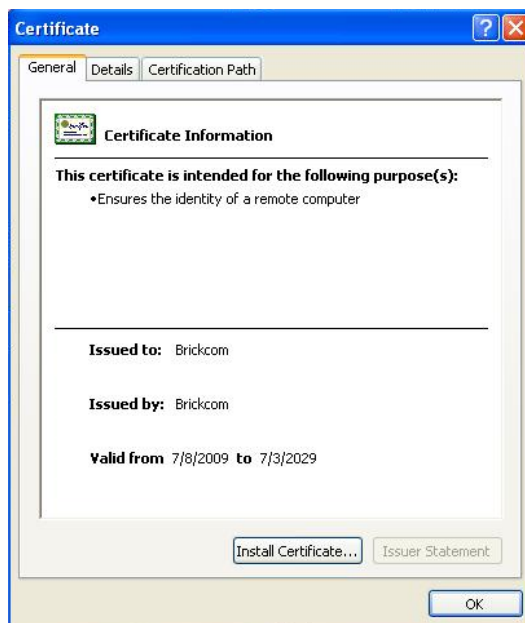 Certificate
General Details Certification Path
Certificate Information
This certificate is intended for the following purpose(s):
•Ensures the identity of a remote computer
Issued to: Brickcom
Issued by: Brickcom
Valid from 7/8/2009 to 7/3/2029
Install Certificate... Issuer Statement
OK